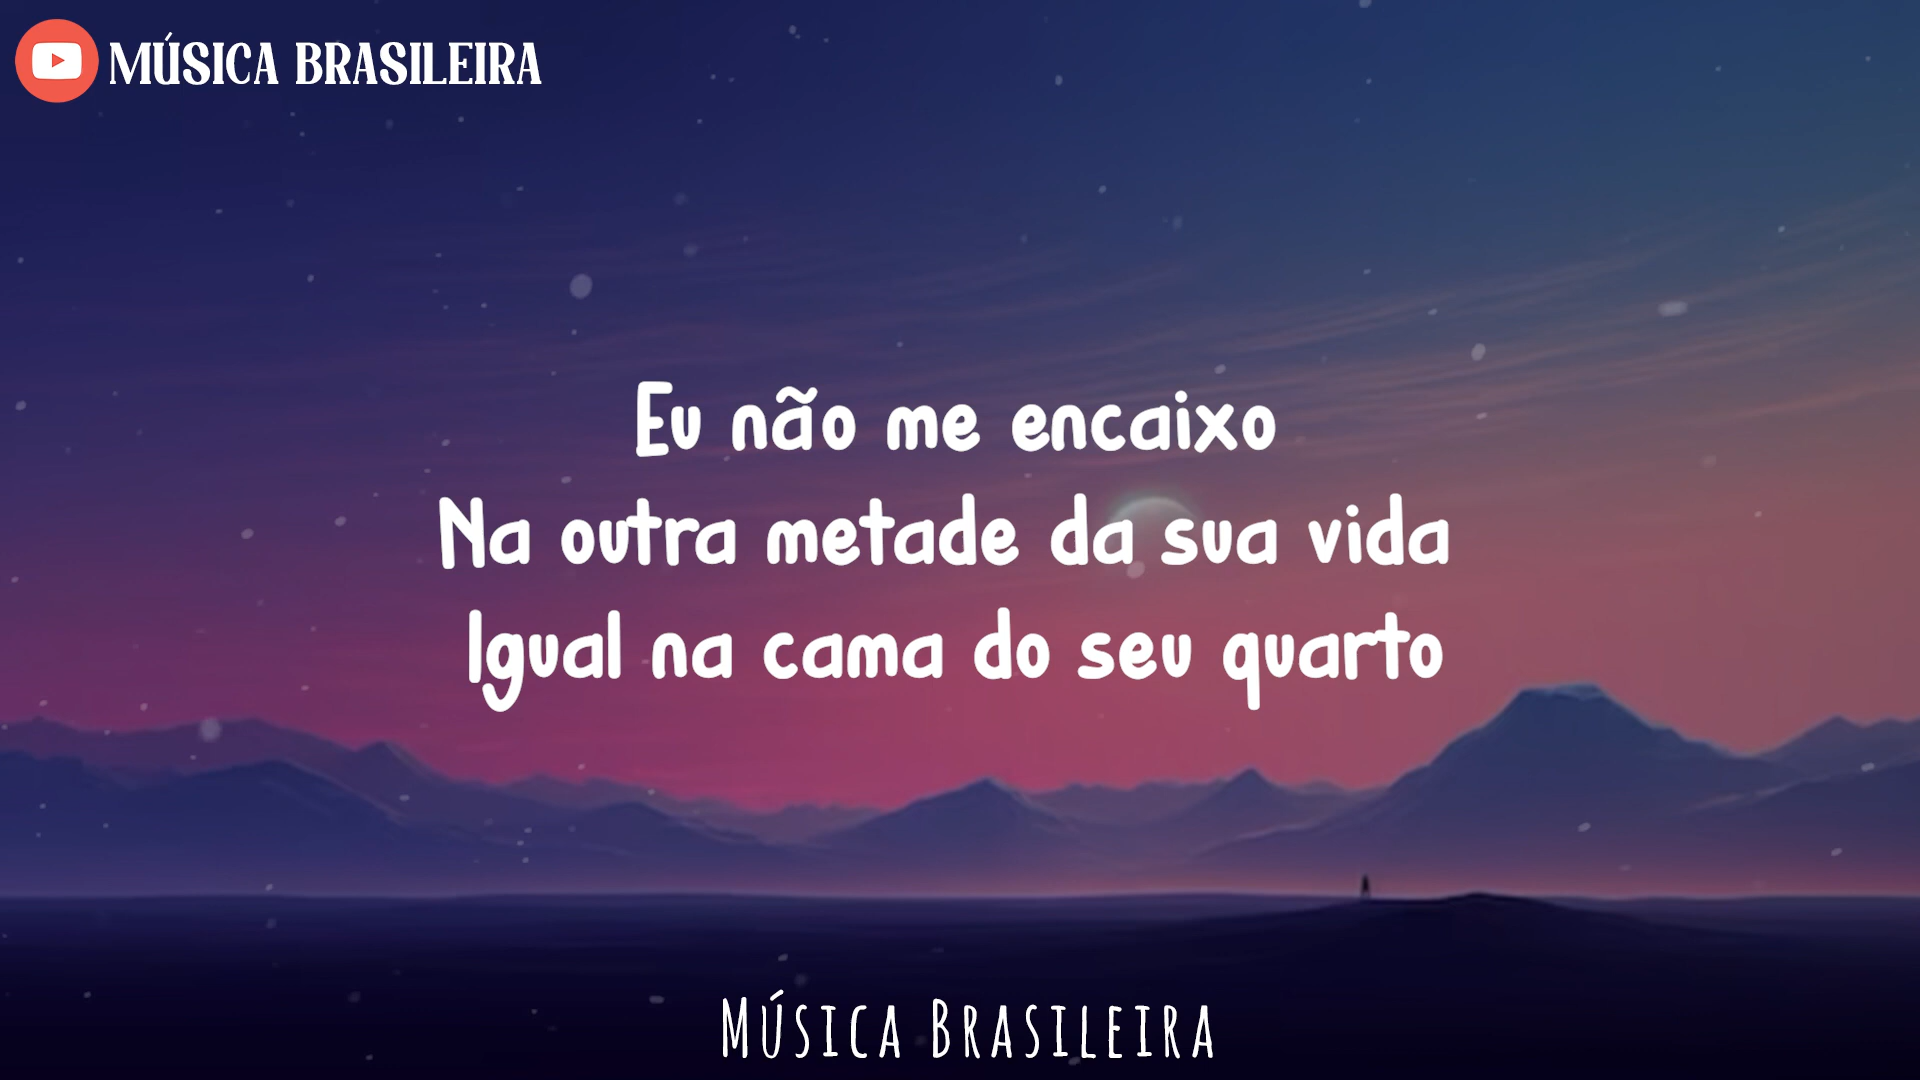 MÚSICA BRASILEIRA
Eu não me encaixo
Na outra metade da sua vida
Igual na cama do seu quarto
MÚSICA BRASILEIRA